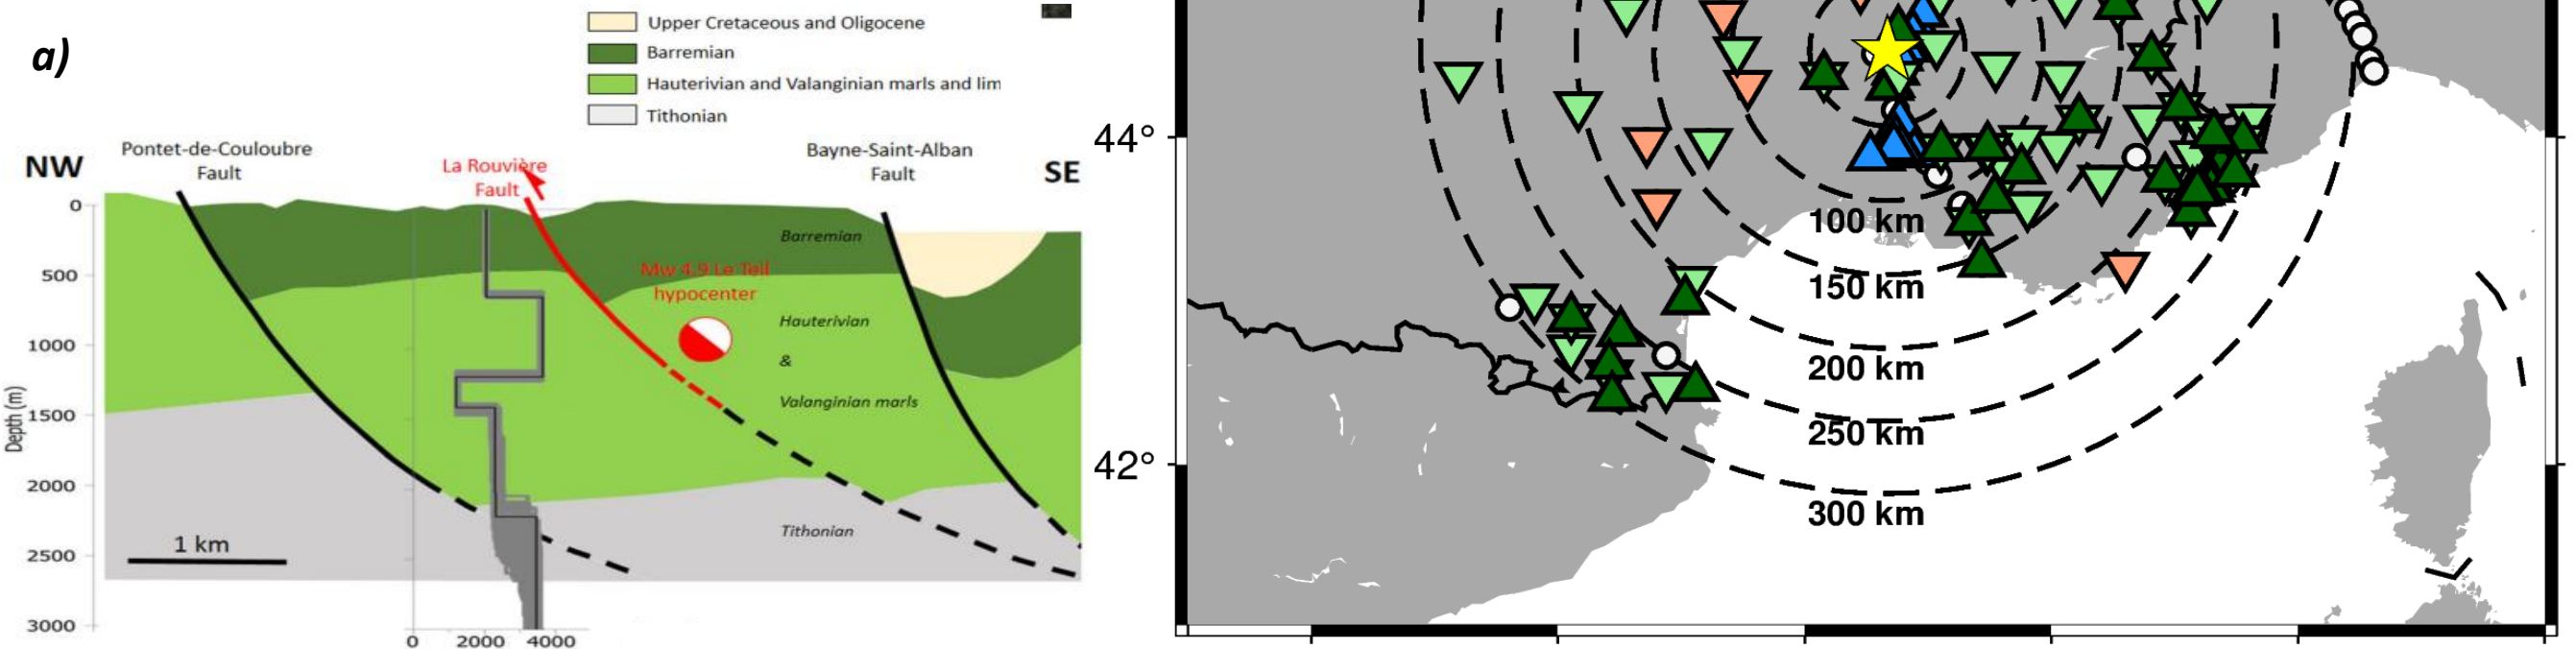 a)
Upper Cretaceous and Oligocene
Barremian
Hauterivian and Valanginian marls and lim
Tithonian
NW
Pontet-de-Couloubre
Fault
La Rouvière
Fault
Bayne-Saint-Alban
Fault
SE
0
500
1000
1500
2000
2500
3000
Depth (m)
Barremian
Mw 4.9 Le Teil
hypocenter
Hauterivian
&
Valanginian marls
Tithonian
1 km
0 2000 4000
44°
42°
100 km
150 km
200 km
250 km
300 km